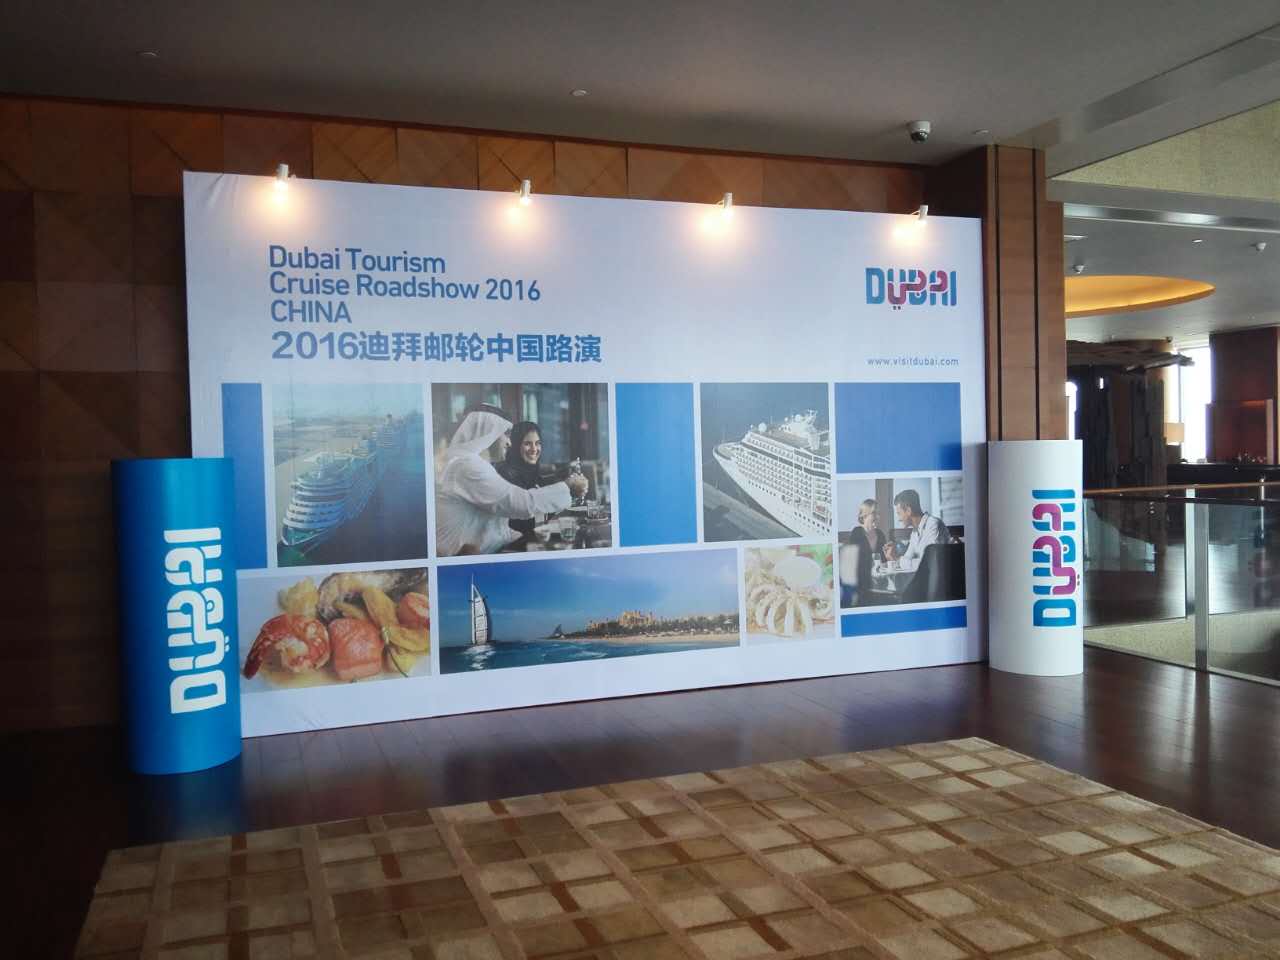 Dubai Tourism
Cruise Roadshow 2016
CHINA
2016迪拜邮轮中国路演
DUBAI
www.visitdubai.com
DUBAI
DUBAI